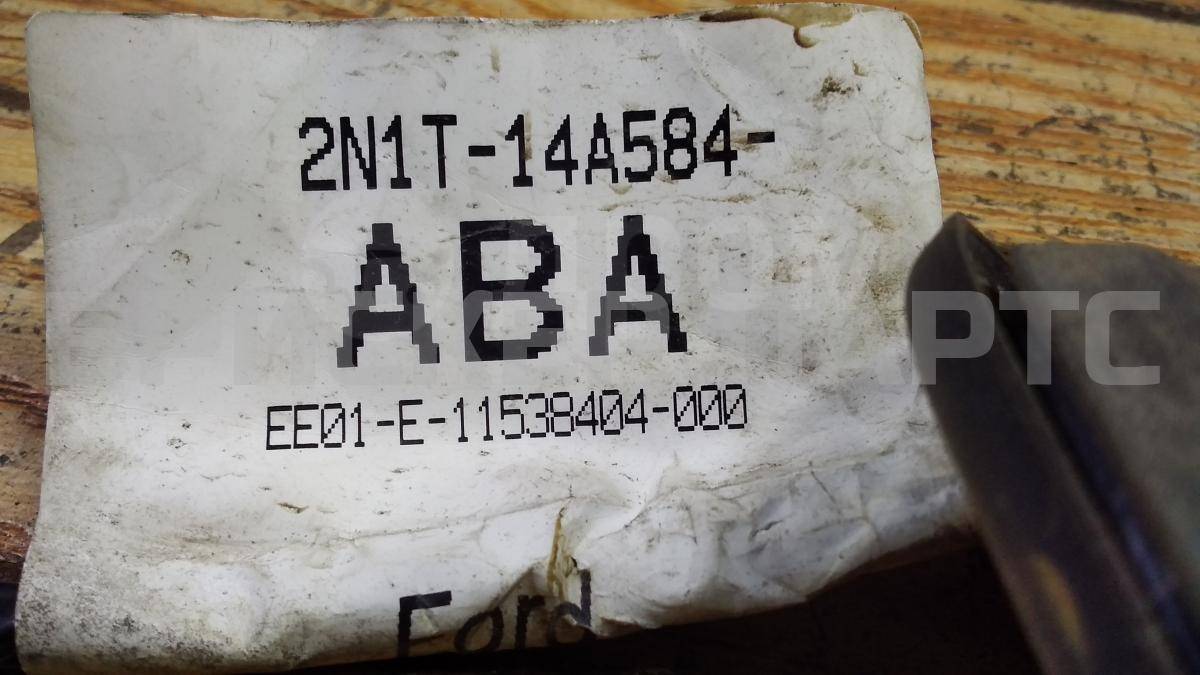 2N1T-14A584-
ABA
EE01-E-11538404-000
Ford